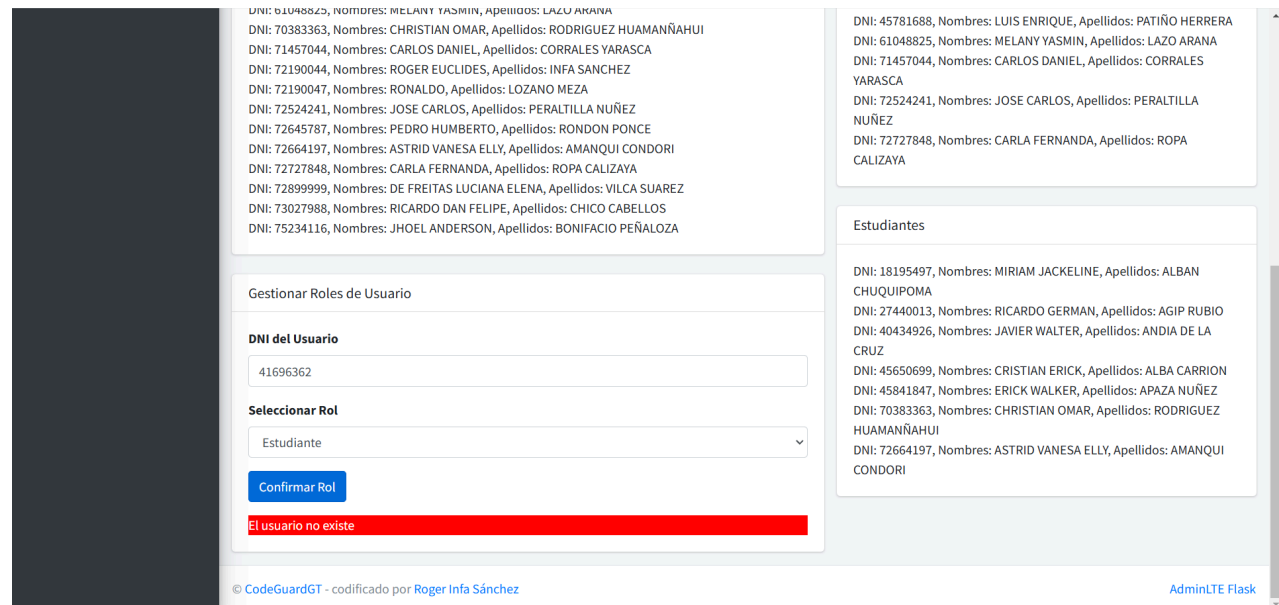 DNI: 61048825, Nombres: MELANY YASMIN, Apellidos: LAZO ARANA
DNI: 70383363, Nombres: CHRISTIAN OMAR, Apellidos: RODRIGUEZ HUAMANÑAHUI
DNI: 71457044, Nombres: CARLOS DANIEL, Apellidos: CORRALES YARASCA
DNI: 72190044, Nombres: ROGER EUCLIDES, Apellidos: INFA SANCHEZ
DNI: 72190047, Nombres: RONALDO, Apellidos: LOZANO MEZA
DNI: 72524241, Nombres: JOSE CARLOS, Apellidos: PERALTILLA NUÑEZ
DNI: 72645787, Nombres: PEDRO HUMBERTO, Apellidos: RONDON PONCE
DNI: 72664197, Nombres: ASTRID VANESA ELLY, Apellidos: AMANQUI CONDORI
DNI: 72727848, Nombres: CARLA FERNANDA, Apellidos: ROPA CALIZAYA
DNI: 72899999, Nombres: DE FREITAS LUCIANA ELENA, Apellidos: VILCA SUAREZ
DNI: 73027988, Nombres: RICARDO DAN FELIPE, Apellidos: CHICO CABELLOS
DNI: 75234116, Nombres: JHOEL ANDERSON, Apellidos: BONIFACIO PEÑALOZA
Gestionar Roles de Usuario
DNI del Usuario
41696362
Seleccionar Rol
Estudiante
Confirmar Rol
El usuario no existe
DNI: 45781688, Nombres: LUIS ENRIQUE, Apellidos: PATIÑO HERRERA
DNI: 61048825, Nombres: MELANY YASMIN, Apellidos: LAZO ARANA
DNI: 71457044, Nombres: CARLOS DANIEL, Apellidos: CORRALES
YARASCA
DNI: 72524241, Nombres: JOSE CARLOS, Apellidos: PERALTILLA
NUÑEZ
DNI: 72727848, Nombres: CARLA FERNANDA, Apellidos: ROPA
CALIZAYA
Estudiantes
DNI: 18195497, Nombres: MIRIAM JACKELINE, Apellidos: ALBAN
CHUQUIPOMA
DNI: 27440013, Nombres: RICARDO GERMAN, Apellidos: AGIP RUBIO
DNI: 40434926, Nombres: JAVIER WALTER, Apellidos: ANDIA DE LA
CRUZ
DNI: 45650699, Nombres: CRISTIAN ERICK, Apellidos: ALBA CARRION
DNI: 45841847, Nombres: ERICK WALKER, Apellidos: APAZA NUÑEZ
DNI: 70383363, Nombres: CHRISTIAN OMAR, Apellidos: RODRIGUEZ
HUAMANÑAHUI
DNI: 72664197, Nombres: ASTRID VANESA ELLY, Apellidos: AMANQUI
CONDORI
© CodeGuardGT - codificado por Roger Infa Sánchez
AdminLTE Flask